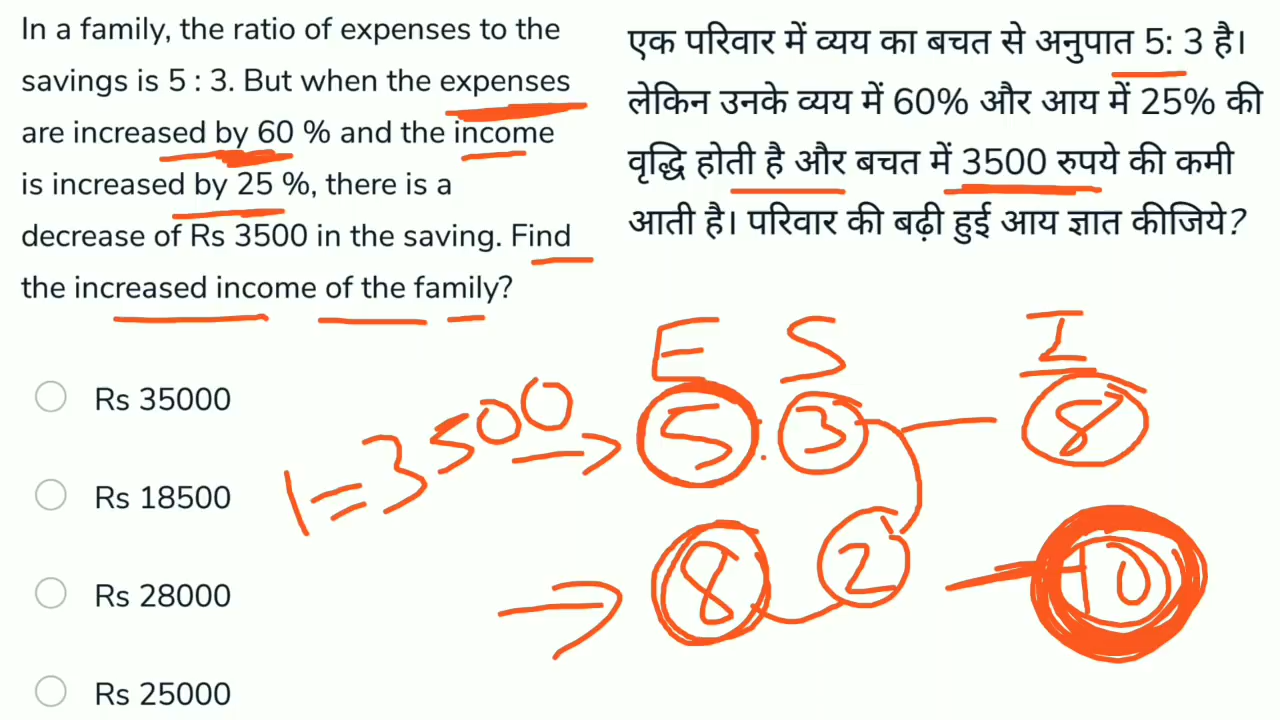 In a family, the ratio of expenses to the
savings is 5 : 3. But when the expenses
are increased by 60 % and the income
is increased by 25 %, there is a
decrease of Rs 3500 in the saving. Find
the increased income of the family?
एक परिवार में व्यय का बचत से अनुपात 5: 3 है।
लेकिन उनके व्यय में 60% और आय में 25% की
वृद्धि होती है और बचत में 3500 रुपये की कमी
आती है। परिवार की बढ़ी हुई आय ज्ञात कीजिये?
Rs 35000
Rs 18500
Rs 28000
Rs 25000
E S I
1=3500 5 : 3 8
8 2 10